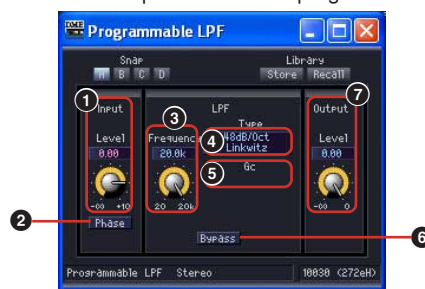 Programmable LPF
Snap
Library
A B C D
Store Recall
1
3
7
Input
LPF
Output
Type
Level
Frequency
4
48dB/Oct
Level
0.00
20.0k
Linkwitz
0.00
5
Gc
-∞ +10
20 20k
-∞ 0
2
Phase
Bypass
6
Programmable LPF Stereo
10030 (272eH)